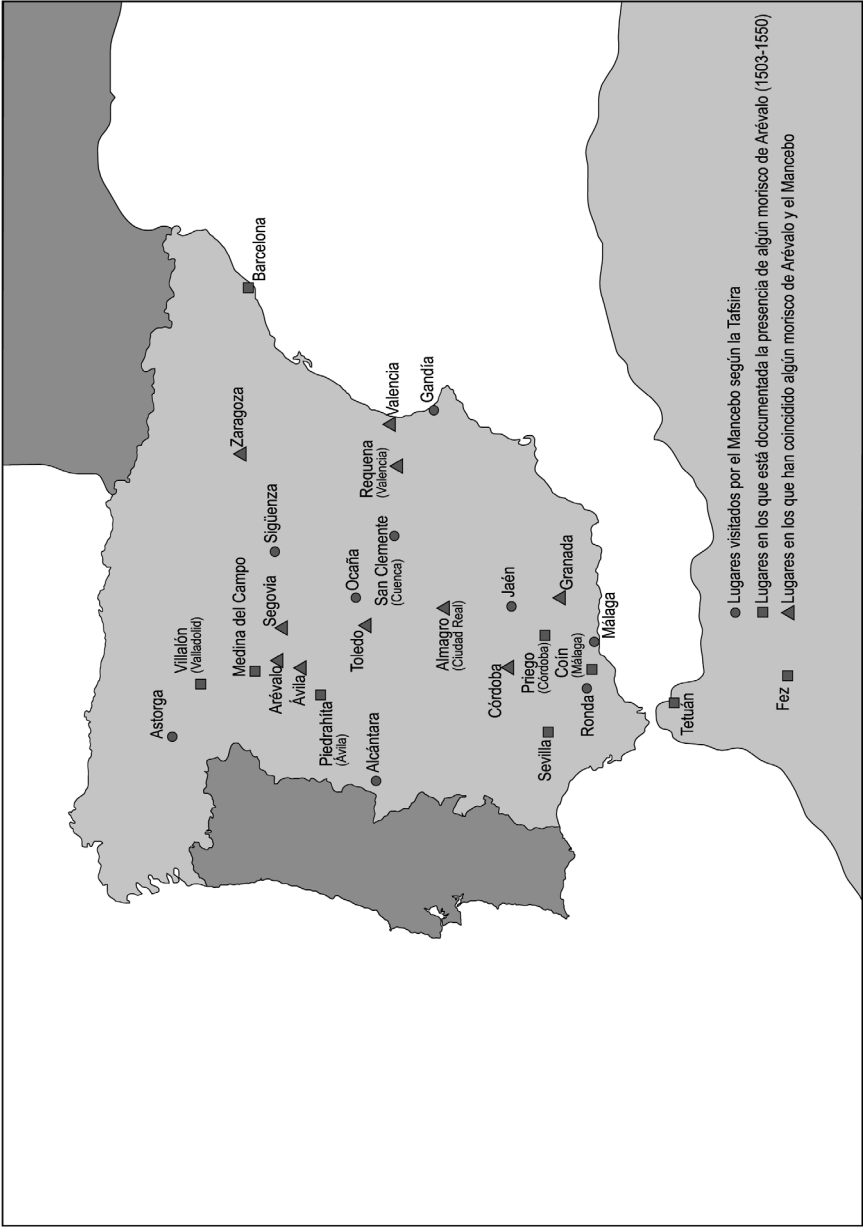 Astorga
Villalón
(Valladolid)
Medina del Campo
Arévalo
Segovia
Ávila
Piedrahíta
(Ávila)
Alcántara
Sigüenza
Zaragoza
Barcelona
Ocaña
Toledo
San Clemente
(Cuenca)
Requena
(Valencia)
Valencia
Gandía
Almagro
(Ciudad Real)
Córdoba
Jaén
Priego
(Córdoba)
Granada
Sevilla
Coín
(Málaga)
Ronda
Málaga
Tetuán
Fez
Lugares visitados por el Mancebo según la Tafsira
Lugares en los que está documentada la presencia de algún morisco de Arévalo (1503-1550)
Lugares en los que han coincidido algún morisco de Arévalo y el Mancebo